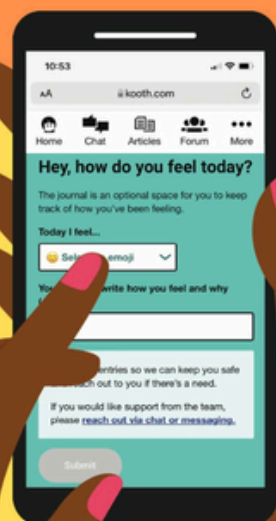 10:53
AA kooth.com
Home Chat Articles Forum More
Hey, how do you feel today?
The journal is an optional space for you to keep
track of how you've been feeling.
Today I feel...
Sele emoji
You write how you feel and why
entries so we can keep you safe
out to you if there's a need.
If you would like support from the team,
please reach out via chat or messaging.
Submit